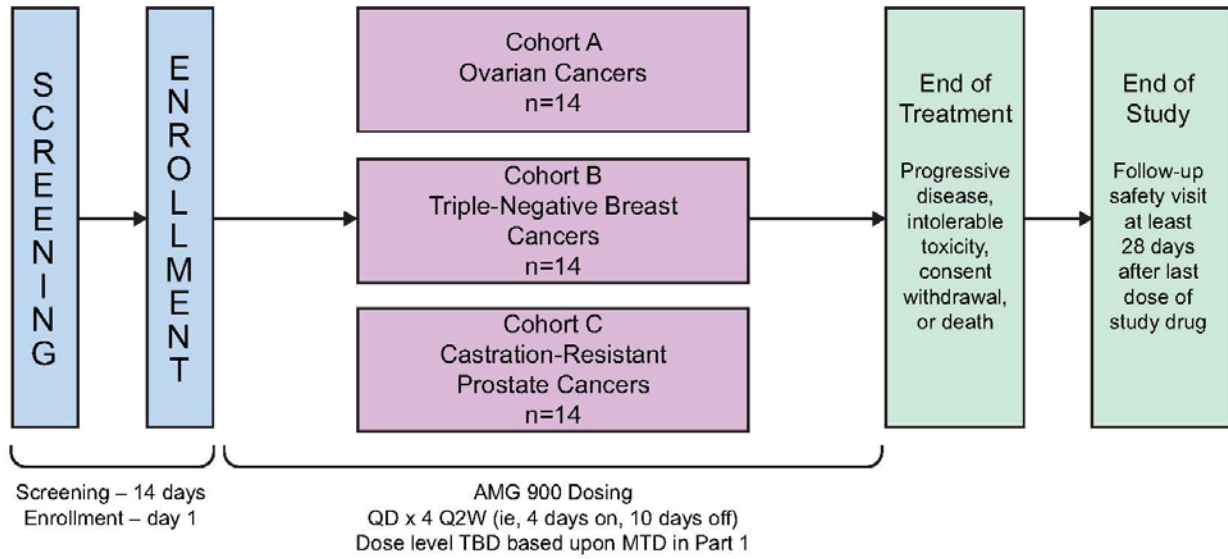 SCREENING
ENROLLMENT
Cohort A
Ovarian Cancers
n=14
Cohort B
Triple-Negative Breast
Cancers
n=14
Cohort C
Castration-Resistant
Prostate Cancers
n=14
End of
Treatment
Progressive
disease,
intolerable
toxicity,
consent
withdrawal,
or death
End of
Study
Follow-up
safety visit
at least
28 days
after last
dose of
study drug
Screening – 14 days
Enrollment – day 1
AMG 900 Dosing
QD x 4 Q2W (ie, 4 days on, 10 days off)
Dose level TBD based upon MTD in Part 1